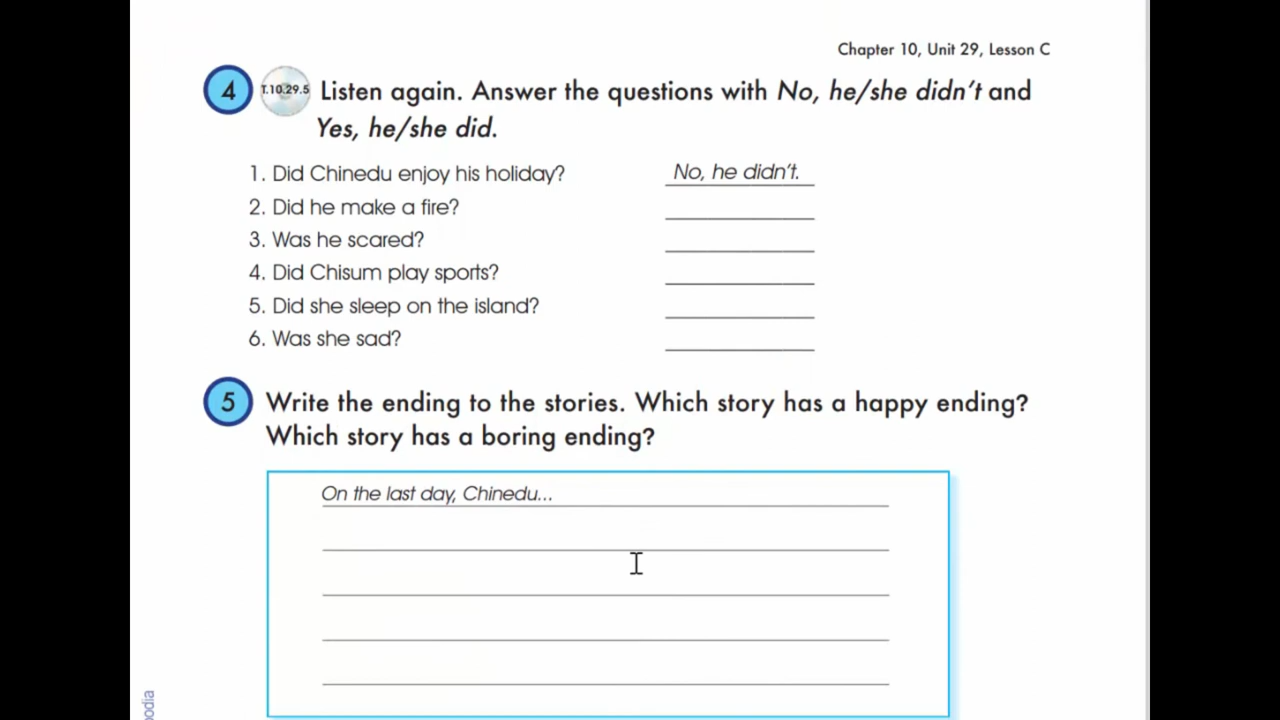 Chapter 10, Unit 29, Lesson C
4 T.10.29.5 Listen again. Answer the questions with No, he/she didn't and
Yes, he/she did.
1. Did Chinedu enjoy his holiday? No, he didn't.
2. Did he make a fire?
3. Was he scared?
4. Did Chisum play sports?
5. Did she sleep on the island?
6. Was she sad?
5 Write the ending to the stories. Which story has a happy ending?
Which story has a boring ending?
On the last day, Chinedu...